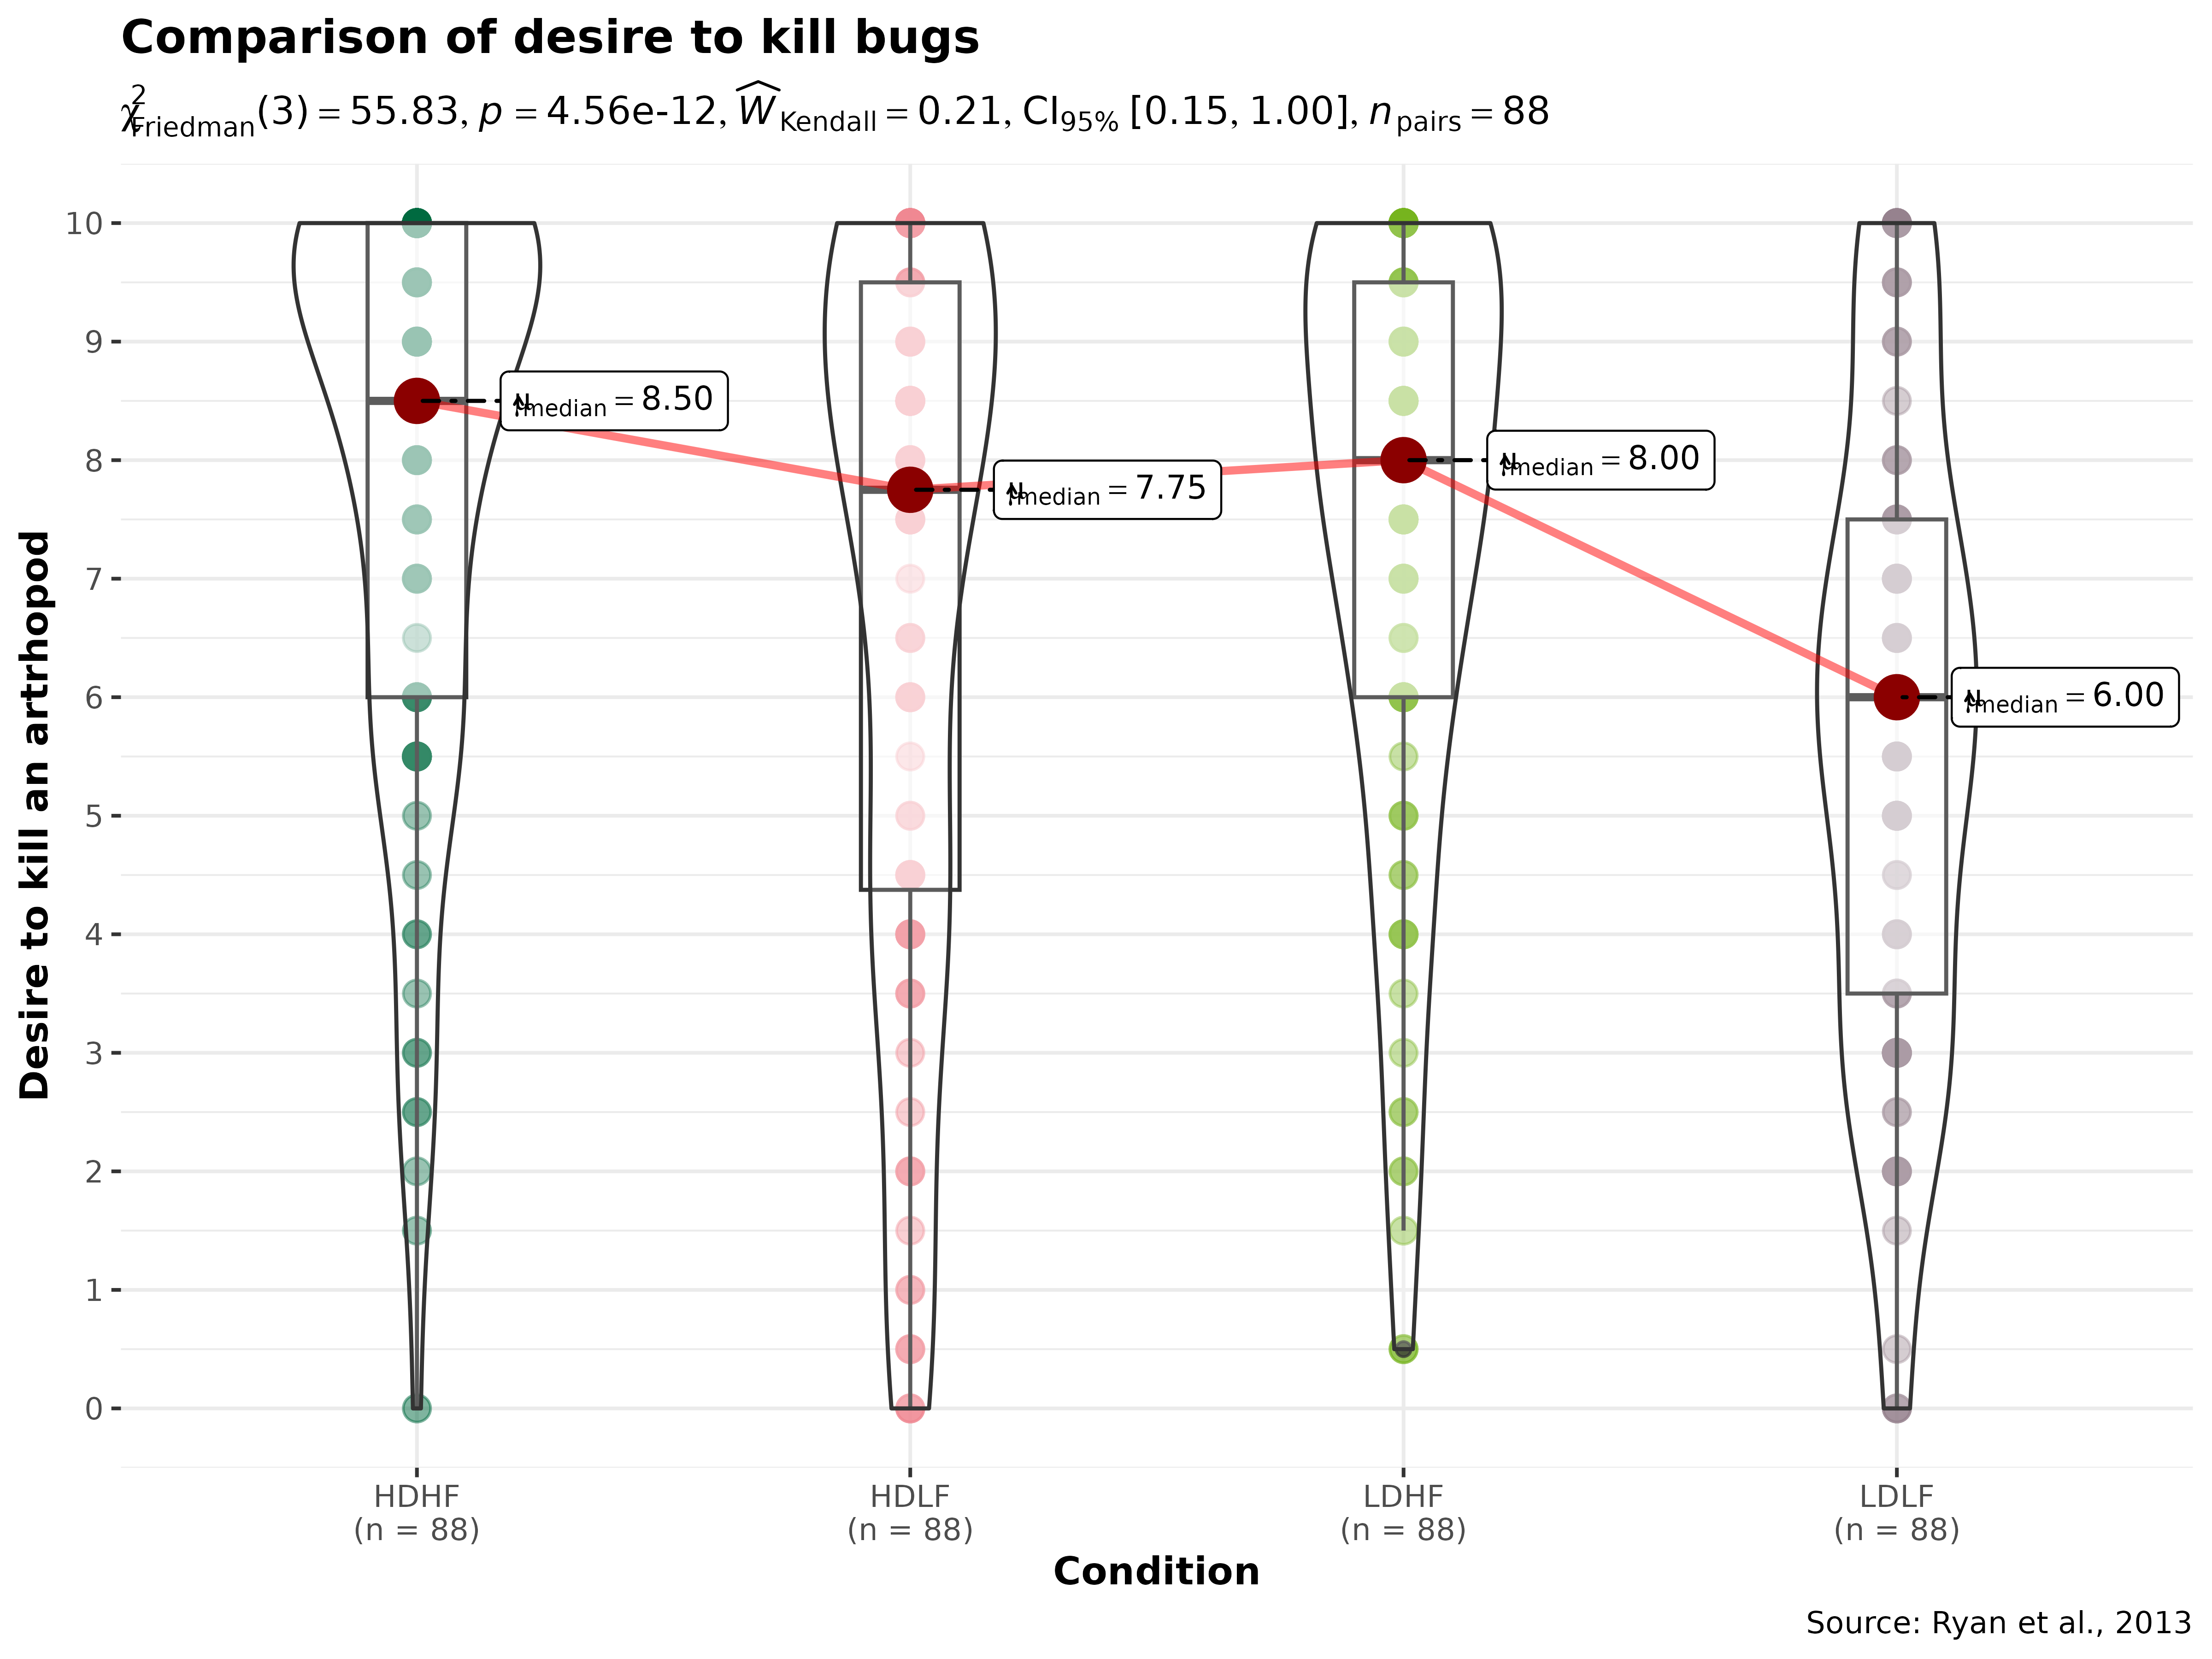 Comparison of desire to kill bugs
χ²Friedman(3) = 55.83, p = 4.56e-12, ŴKendall = 0.21, CI95% [0.15, 1.00], npairs = 88
10
9
8
7
6
5
4
3
2
1
0
Desire to kill an artrhopod
μ̂median = 8.50
μ̂median = 7.75
μ̂median = 8.00
μ̂median = 6.00
HDHF
(n = 88)
HDLF
(n = 88)
LDHF
(n = 88)
LDLF
(n = 88)
Condition
Source: Ryan et al., 2013